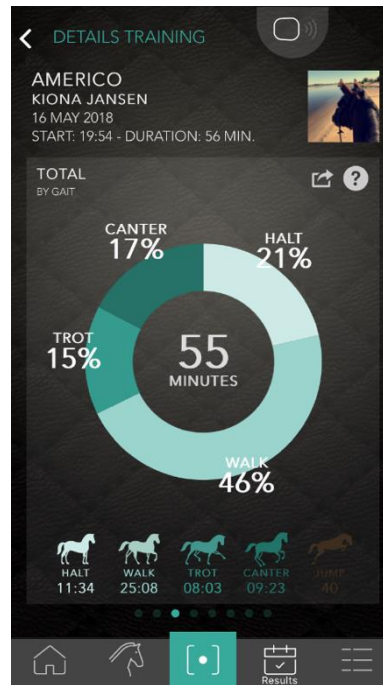 DETAILS TRAINING
AMERICO
KIONA JANSEN
16 MAY 2018
START: 19:54 - DURATION: 56 MIN.
TOTAL
BY GAIT
?
CANTER
17%
HALT
21%
TROT
15%
55
MINUTES
WALK
46%
HALT WALK TROT CANTER JUMP
11:34 25:08 08:03 09:23 40
Results